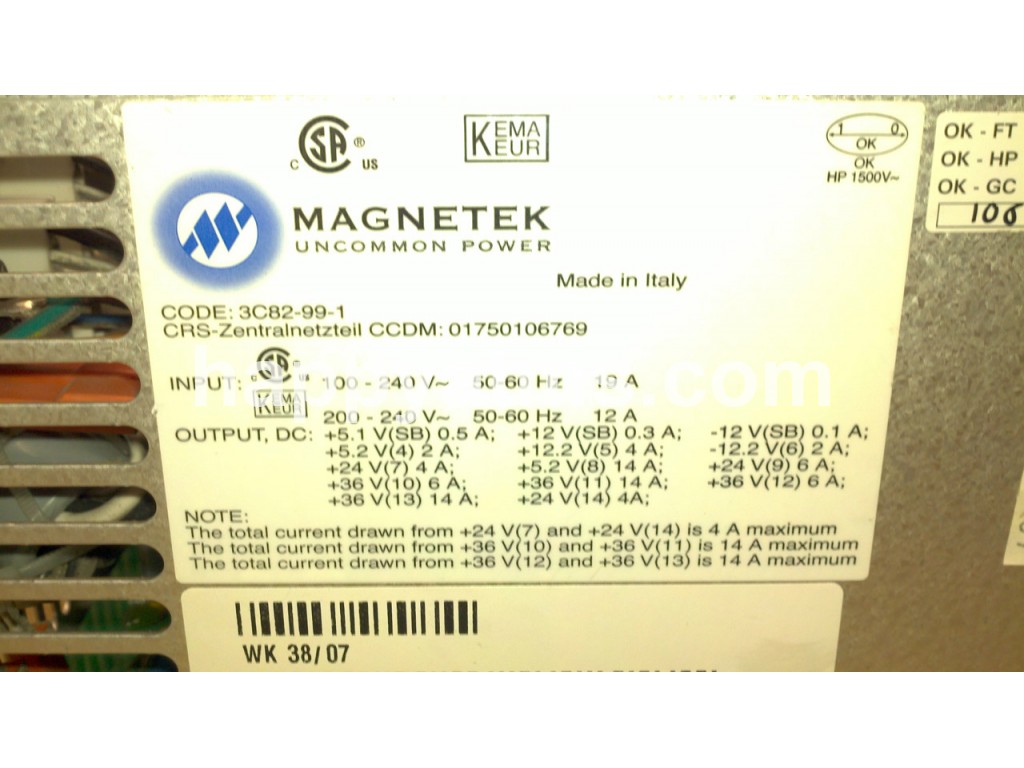 C SA ® US
KEMA
KEUR
1 0
OK
OK
HP 1500V~
OK - FT
OK - HP
OK - GC
106
MAGNETEK
UNCOMMON POWER
Made in Italy
CODE: 3C82-99-1
CRS-Zentralnetzteil CCDM: 01750106769
INPUT: C SA US 100 - 240 V~ 50-60 Hz 19 A
KEMA
KEUR
200 - 240 V~ 50-60 Hz 12 A
OUTPUT, DC: +5.1 V(SB) 0.5 A; +12 V(SB) 0.3 A; -12 V(SB) 0.1 A;
+5.2 V(4) 2 A; +12.2 V(5) 4 A; -12.2 V(6) 2 A;
+24 V(7) 4 A; +5.2 V(8) 14 A; +24 V(9) 6 A;
+36 V(10) 6 A; +36 V(11) 14 A; +36 V(12) 6 A;
+36 V(13) 14 A; +24 V(14) 4A;
NOTE:
The total current drawn from +24 V(7) and +24 V(14) is 4 A maximum
The total current drawn from +36 V(10) and +36 V(11) is 14 A maximum
The total current drawn from +36 V(12) and +36 V(13) is 14 A maximum
WK 38/07